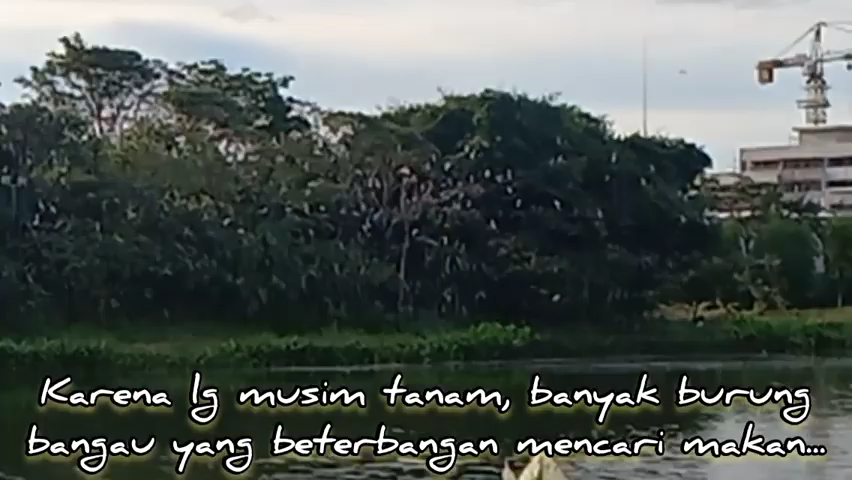 Karena lg musim tanam, banyak burung
bangau yang beterbangan mencari makan...